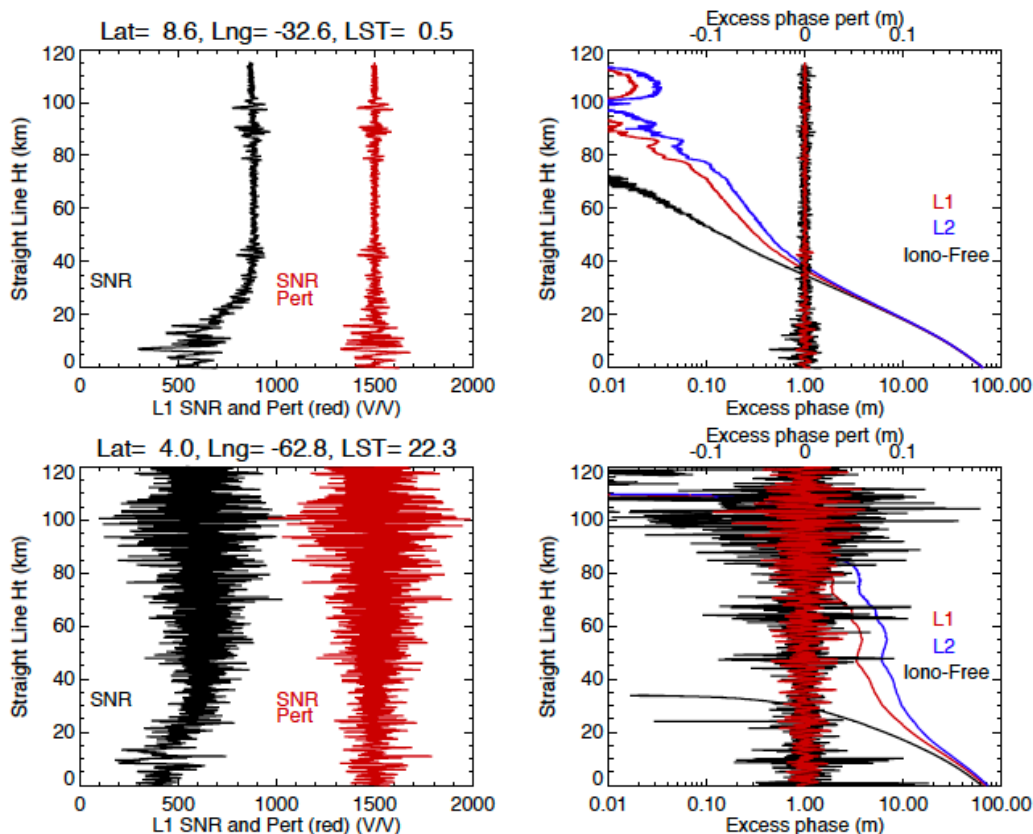 Lat= 8.6, Lng= -32.6, LST= 0.5
Straight Line Ht (km)
120
100
80
60
40
20
0
SNR
SNR
Pert
0 500 1000 1500 2000
L1 SNR and Pert (red) (V/V)
Excess phase pert (m)
-0.1 0 0.1
Straight Line Ht (km)
120
100
80
60
40
20
0
L1
L2
Iono-Free
0.01 0.10 1.00 10.00 100.00
Excess phase (m)
Lat= 4.0, Lng= -62.8, LST= 22.3
Straight Line Ht (km)
120
100
80
60
40
20
0
SNR
SNR
Pert
0 500 1000 1500 2000
L1 SNR and Pert (red) (V/V)
Excess phase pert (m)
-0.1 0 0.1
Straight Line Ht (km)
120
100
80
60
40
20
0
L1
L2
Iono-Free
0.01 0.10 1.00 10.00 100.00
Excess phase (m)